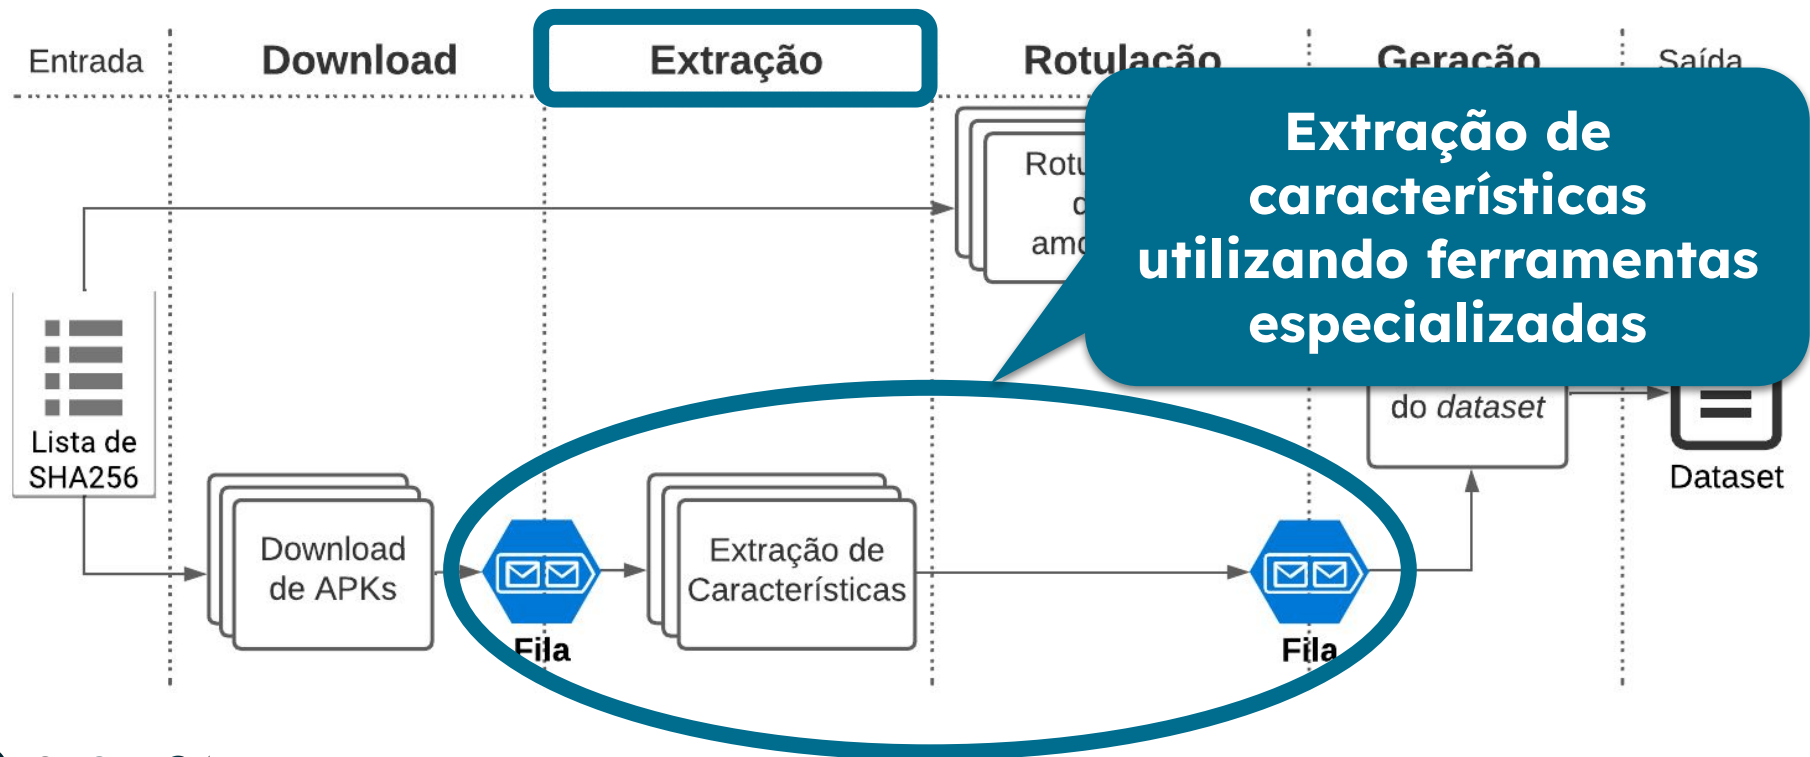 Entrada
Download
Extração
Rotulação
Geração
Saída
Extração de
características
utilizando ferramentas
especializadas
Lista de
SHA256
do dataset
Dataset
Download
de APKs
Extração de
Características
Fila
Fila